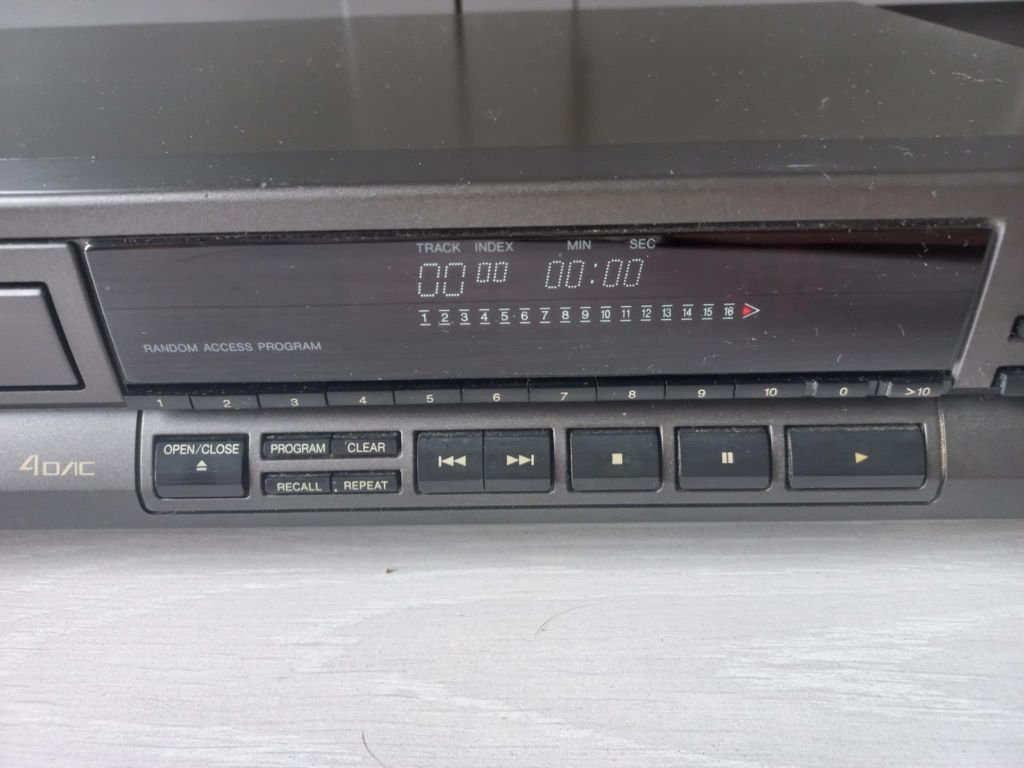 TRACK INDEX MIN SEC
00 00 00:00
1 2 3 4 5 6 7 8 9 10 11 12 13 14 15 16
RANDOM ACCESS PROGRAM
1 2 3 4 5 6 7 8 9 10 0 >10
OPEN/CLOSE PROGRAM CLEAR
4 D/AC
RECALL REPEAT